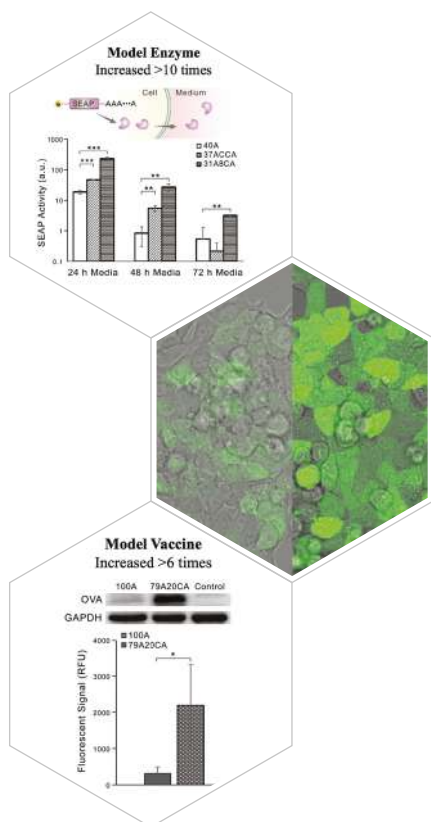 Model Enzyme
Increased >10 times
Cell Medium
SEAP AAA···A
1000
100
10
1
0.1
SEAP Activity (a.u.)
40A
37ACCA
31A8CA
***
***
**
**
**
24 h Media 48 h Media 72 h Media
Model Vaccine
Increased >6 times
100A 79A20CA Control
OVA
GAPDH
4000
3000
2000
1000
0
Fluorescent Signal (RFU)
100A
79A20CA
*